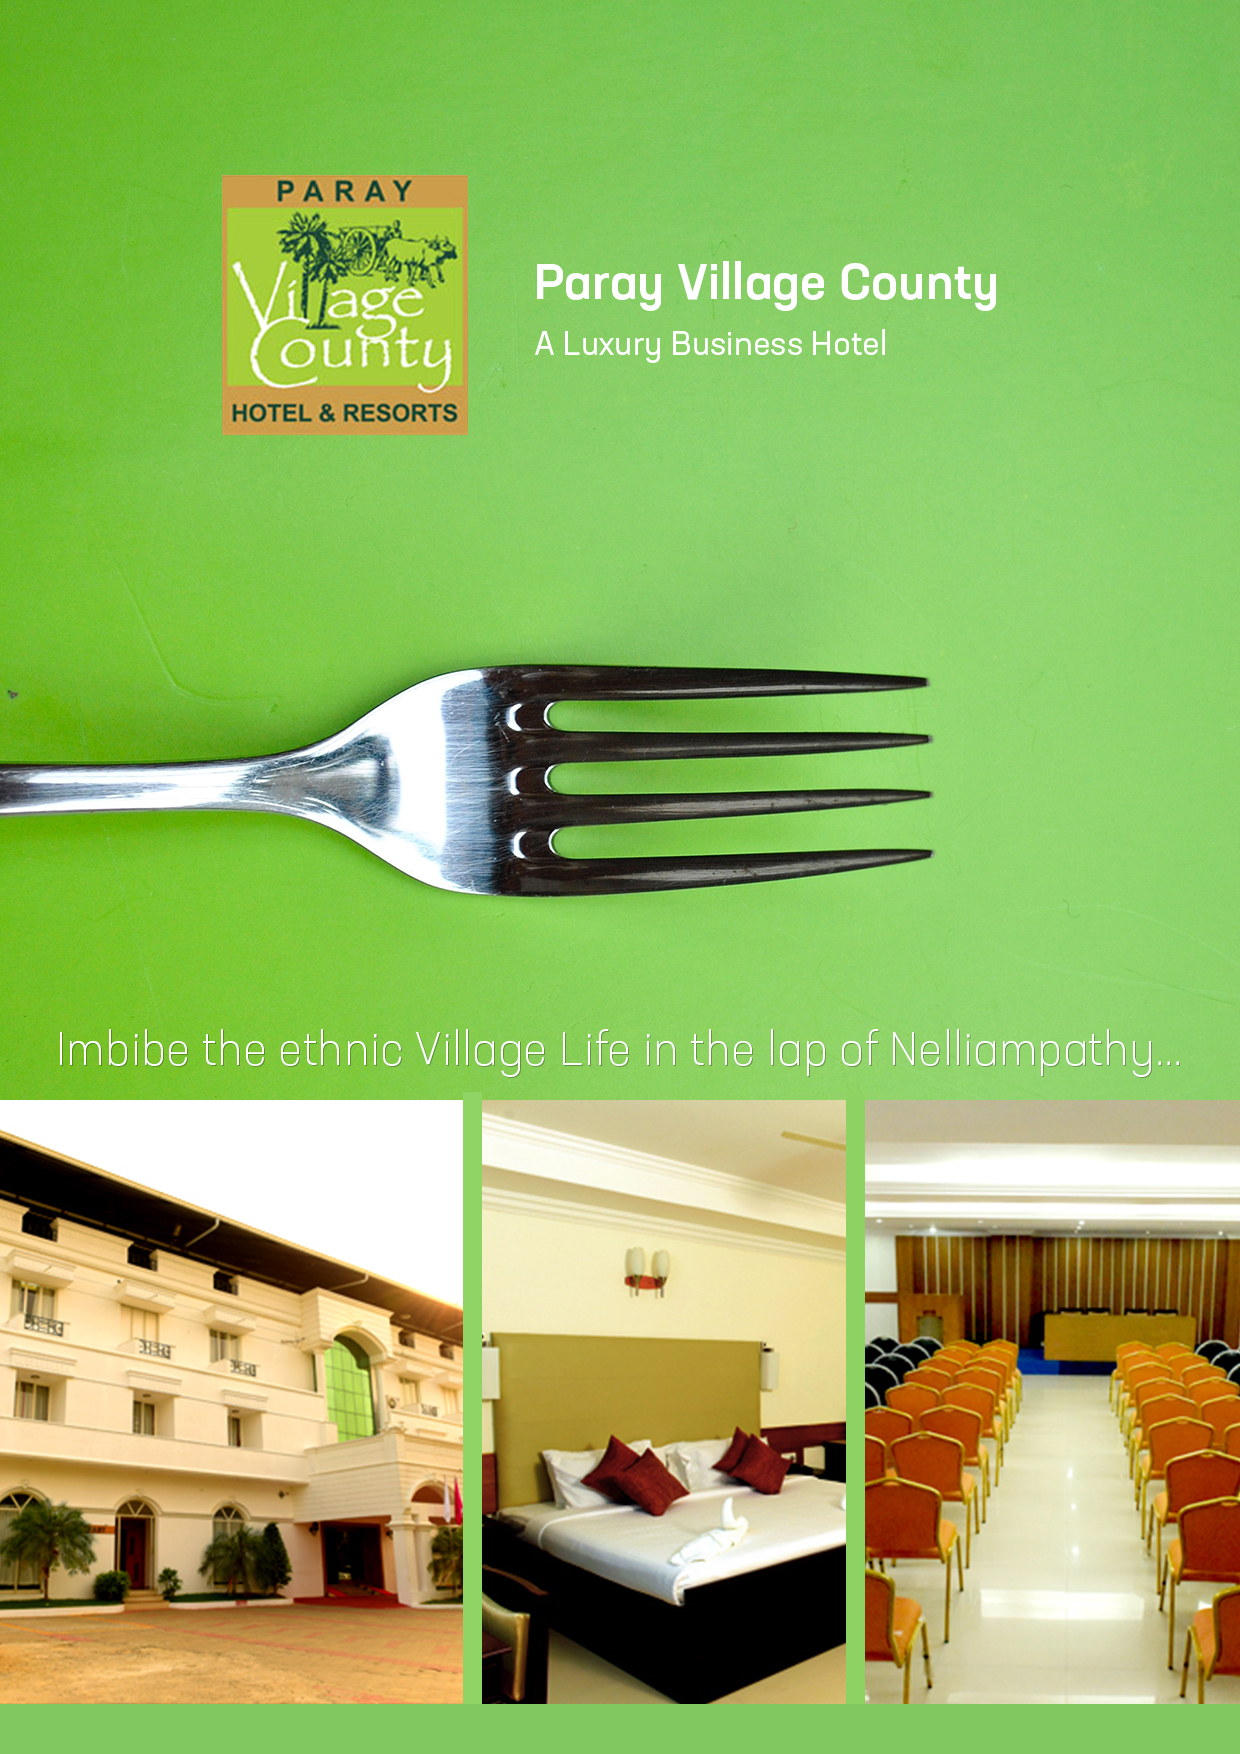 PARAY
Village
County
HOTEL & RESORTS
Paray Village County
A Luxury Business Hotel
Imbibe the ethnic Village Life in the lap of Nelliampathy...